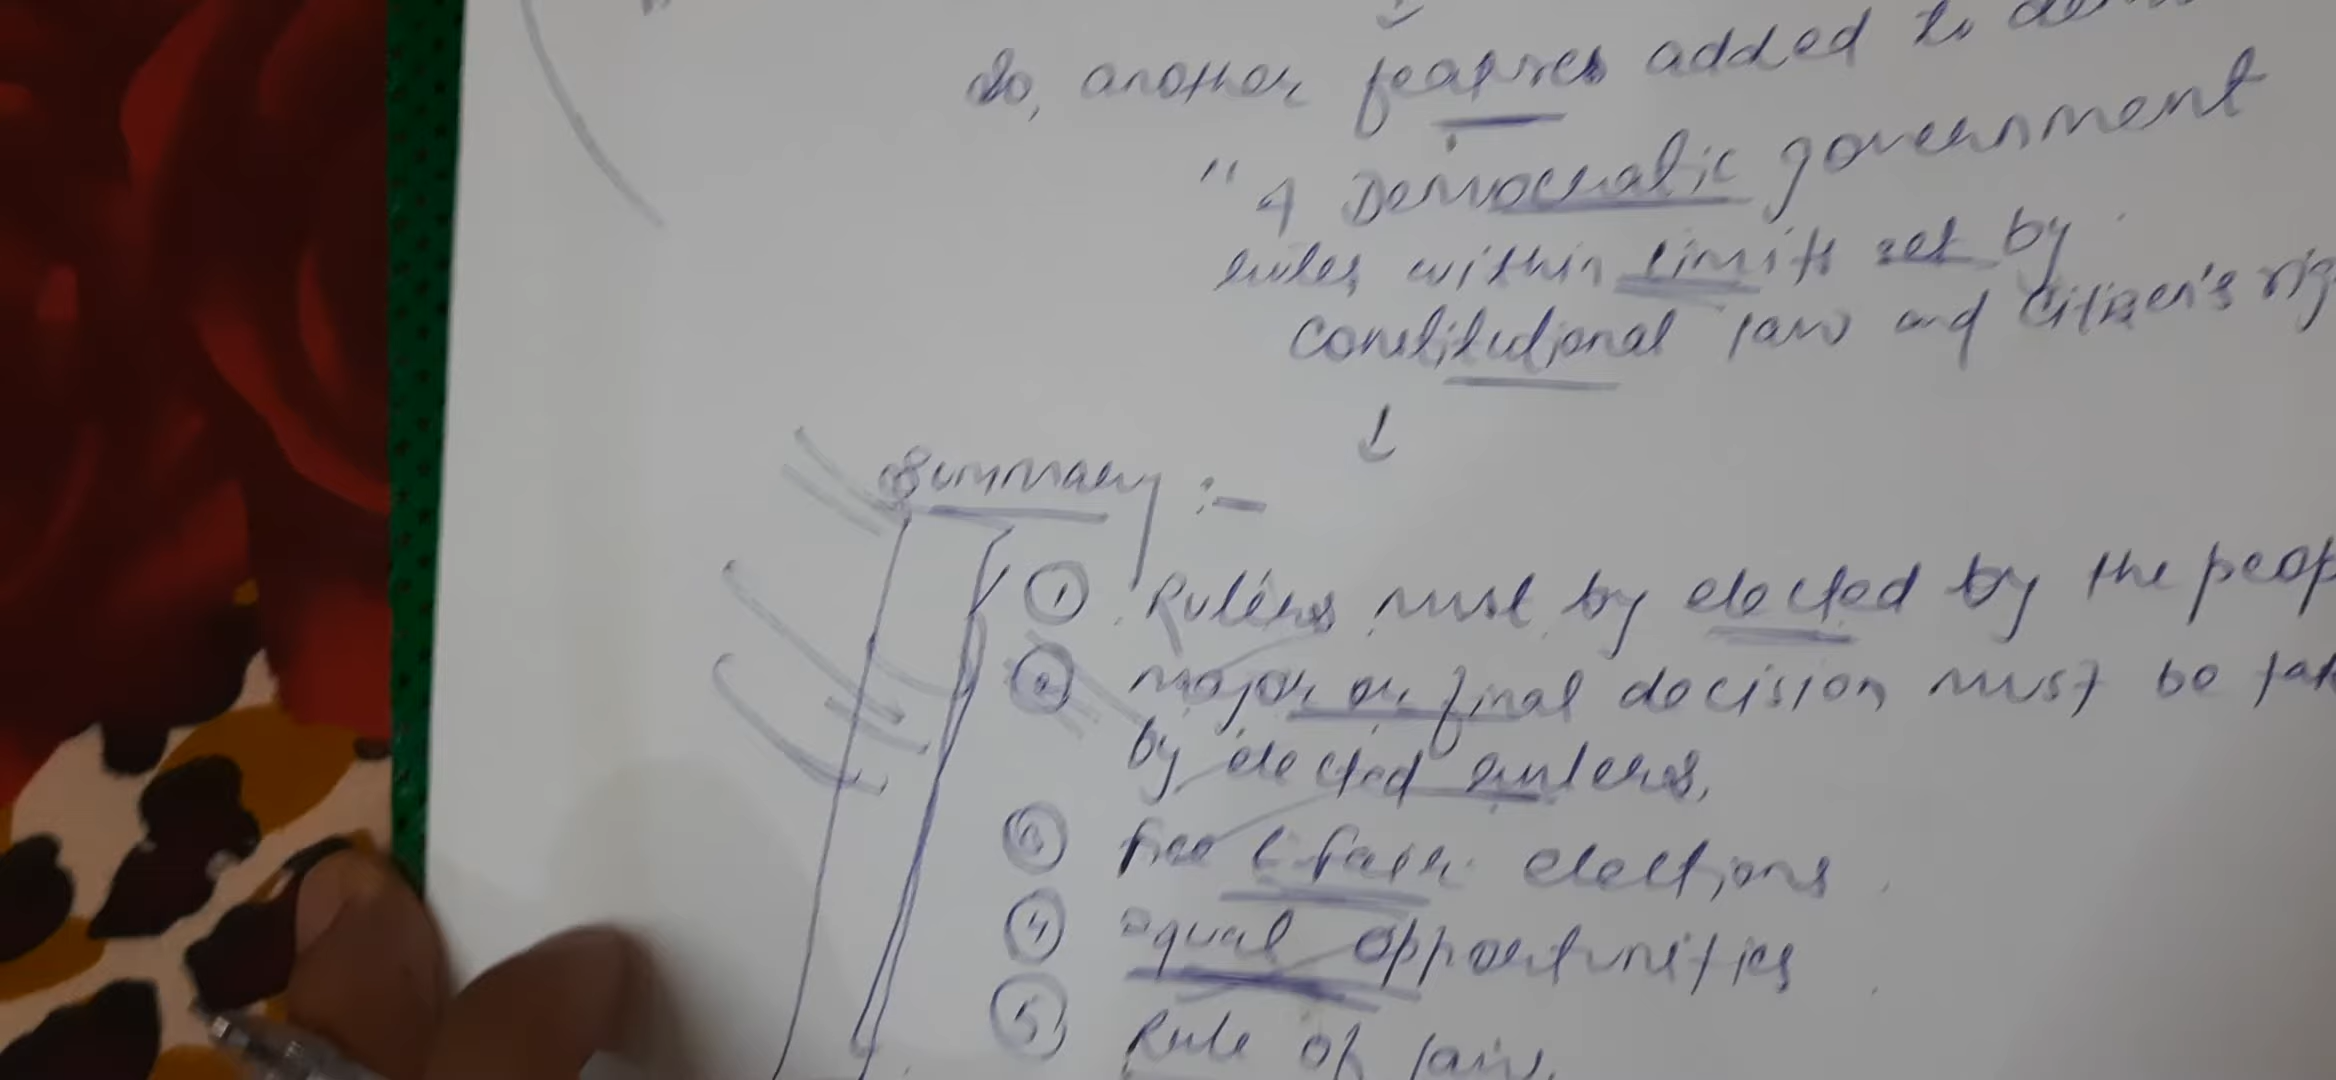 So, another features added to
"A Democratic government
rules within limits set by
constitutional law and citizen's
Summary :-
① Rulers must by elected by the peop
② major or final decision must be tak
by elected rulers.
③ free & fair elections.
④ equal opportunities.
⑤ Rule of law.